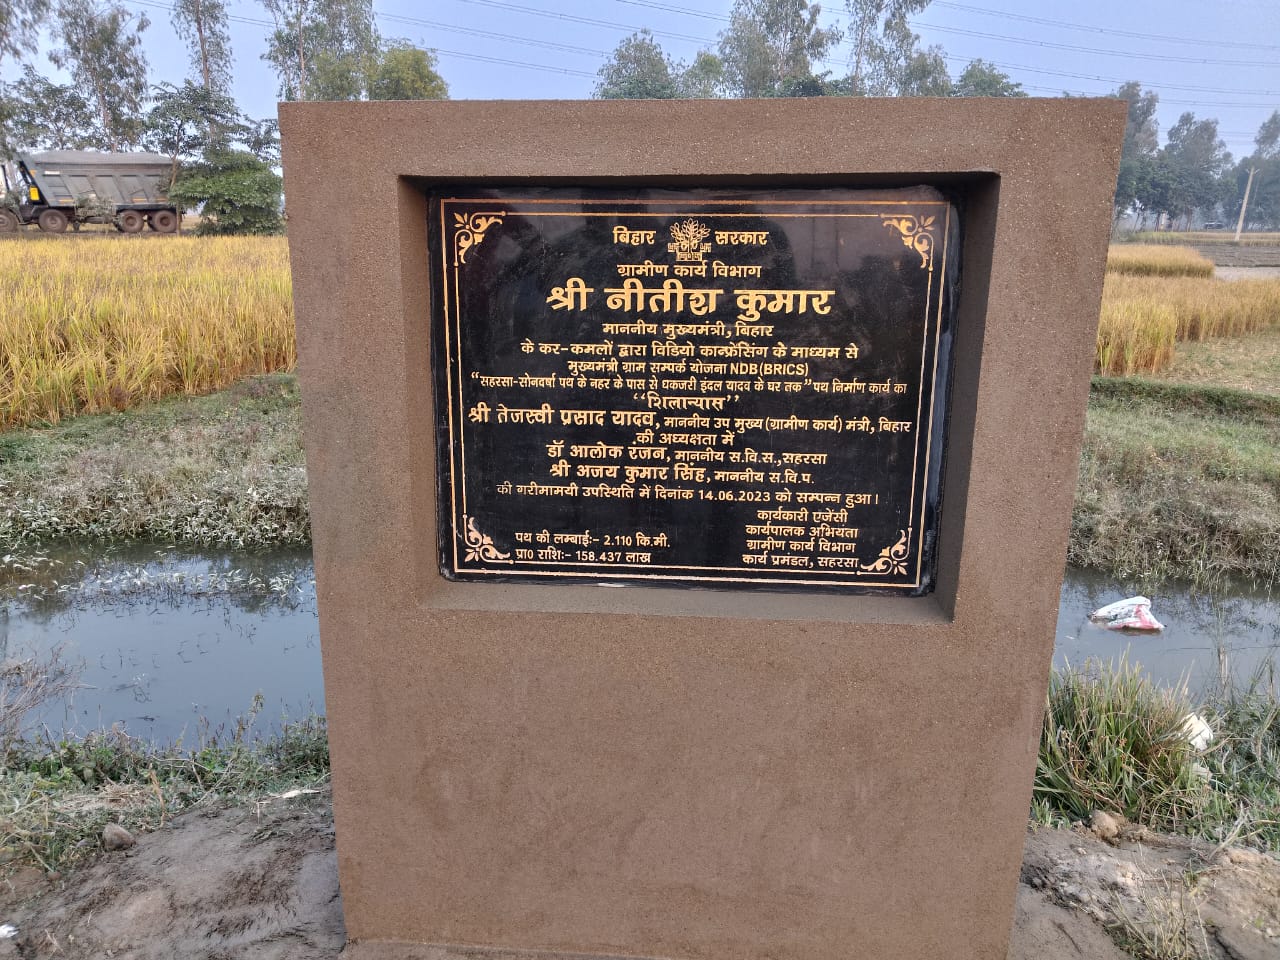 बिहार सरकार
ग्रामीण कार्य विभाग
श्री नीतीश कुमार
माननीय मुख्यमंत्री, बिहार
के कर-कमलों द्वारा विडियो कान्फ्रेंसिंग के माध्यम से
मुख्यमंत्री ग्राम सम्पर्क योजना NDB(BRICS)
“सहरसा-सोनवर्षा पथ के नहर के पास से धकजरी इंदल यादव के घर तक” पथ निर्माण कार्य का
‘‘शिलान्यास’’
श्री तेजस्वी प्रसाद यादव, माननीय उप मुख्य (ग्रामीण कार्य) मंत्री, बिहार
की अध्यक्षता में
डॉ आलोक रंजन, माननीय स.वि.स.,सहरसा
श्री अजय कुमार सिंह, माननीय स.वि.प.
की गरीमामयी उपस्थिति में दिनांक 14.06.2023 को सम्पन्न हुआ।
पथ की लम्बाई:- 2.110 कि.मी.
प्रा0 राशि:- 158.437 लाख
कार्यकारी एजेंसी
कार्यपालक अभियंता
ग्रामीण कार्य विभाग
कार्य प्रमंडल, सहरसा